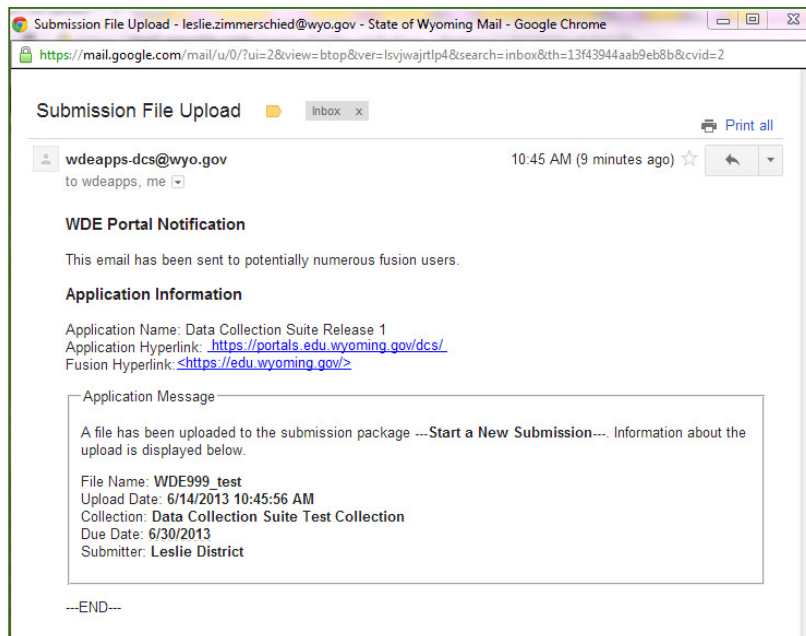 Submission File Upload - leslie.zimmerschied@wyo.gov - State of Wyoming Mail - Google Chrome
https://mail.google.com/mail/u/0/?ui=2&view=btop&ver=lsvjwajrtlp4&search=inbox&th=13f43944aab9eb8b&cvid=2
Submission File Upload Inbox x
Print all
wdeapps-dcs@wyo.gov 10:45 AM (9 minutes ago)
to wdeapps, me
WDE Portal Notification
This email has been sent to potentially numerous fusion users.
Application Information
Application Name: Data Collection Suite Release 1
Application Hyperlink: https://portals.edu.wyoming.gov/dcs/
Fusion Hyperlink:<https://edu.wyoming.gov/>
Application Message
A file has been uploaded to the submission package ---Start a New Submission---. Information about the
upload is displayed below.
File Name: WDE999_test
Upload Date: 6/14/2013 10:45:56 AM
Collection: Data Collection Suite Test Collection
Due Date: 6/30/2013
Submitter: Leslie District
---END---